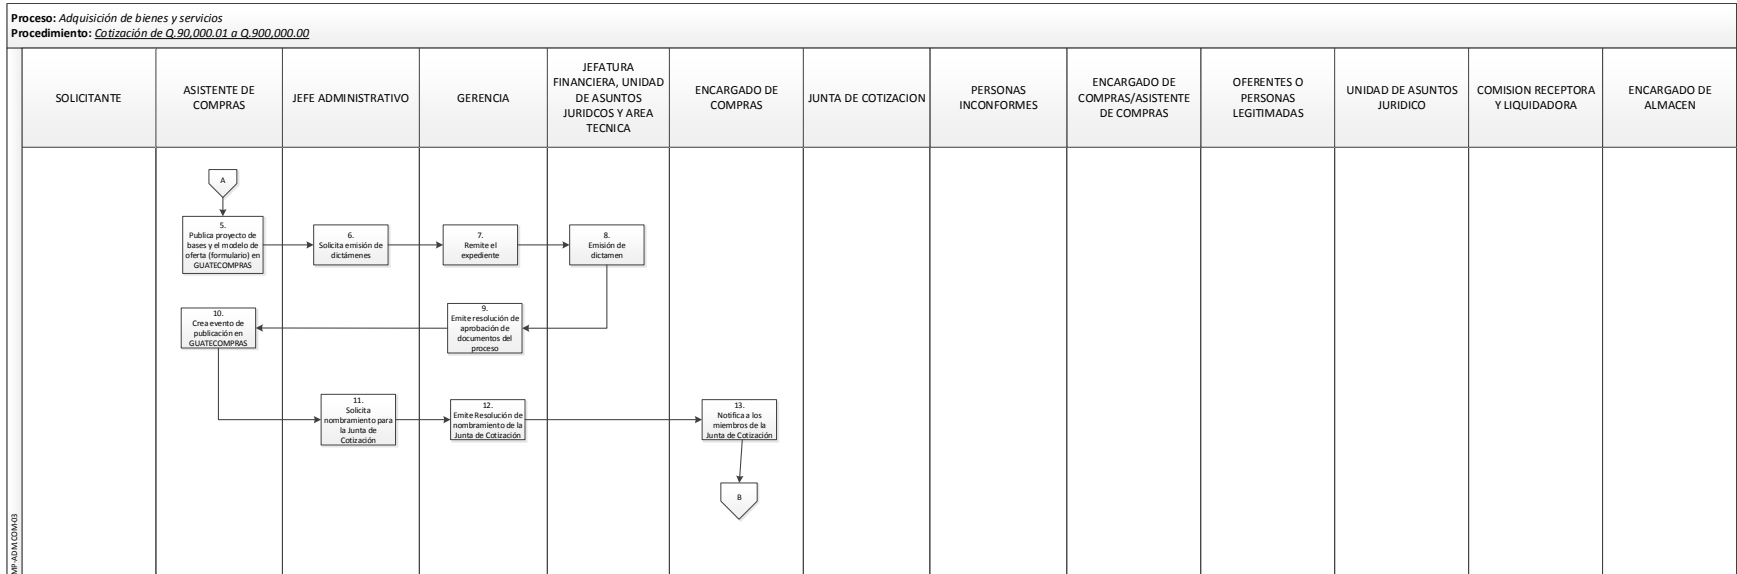 Proceso: Adquisición de bienes y servicios
Procedimiento: Cotización de Q.90,000.01 a Q.900,000.00
SOLICITANTE
ASISTENTE DE
COMPRAS
JEFE ADMINISTRATIVO
GERENCIA
JEFATURA
FINANCIERA, UNIDAD
DE ASUNTOS
JURIDCOS Y AREA
TECNICA
ENCARGADO DE
COMPRAS
JUNTA DE COTIZACION
PERSONAS
INCONFORMES
ENCARGADO DE
COMPRAS/ASISTENTE
DE COMPRAS
OFERENTES O
PERSONAS
LEGITIMADAS
UNIDAD DE ASUNTOS
JURIDICO
COMISION RECEPTORA
Y LIQUIDADORA
ENCARGADO DE
ALMACEN
A
5.
Publica proyecto de
bases y el modelo de
oferta (formulario) en
GUATECOMPRAS
6.
Solicita emisión de
dictámenes
7.
Remite el
expediente
8.
Emisión de
dictamen
9.
Emite resolución de
aprobación de
documentos del
proceso
10.
Crea evento de
publicación en
GUATECOMPRAS
11.
Solicita
nombramiento para
la Junta de
Cotización
12.
Emite Resolución de
nombramiento de la
Junta de Cotización
13.
Notifica a los
miembros de la
Junta de Cotización
B
MP-ADM.COM-03